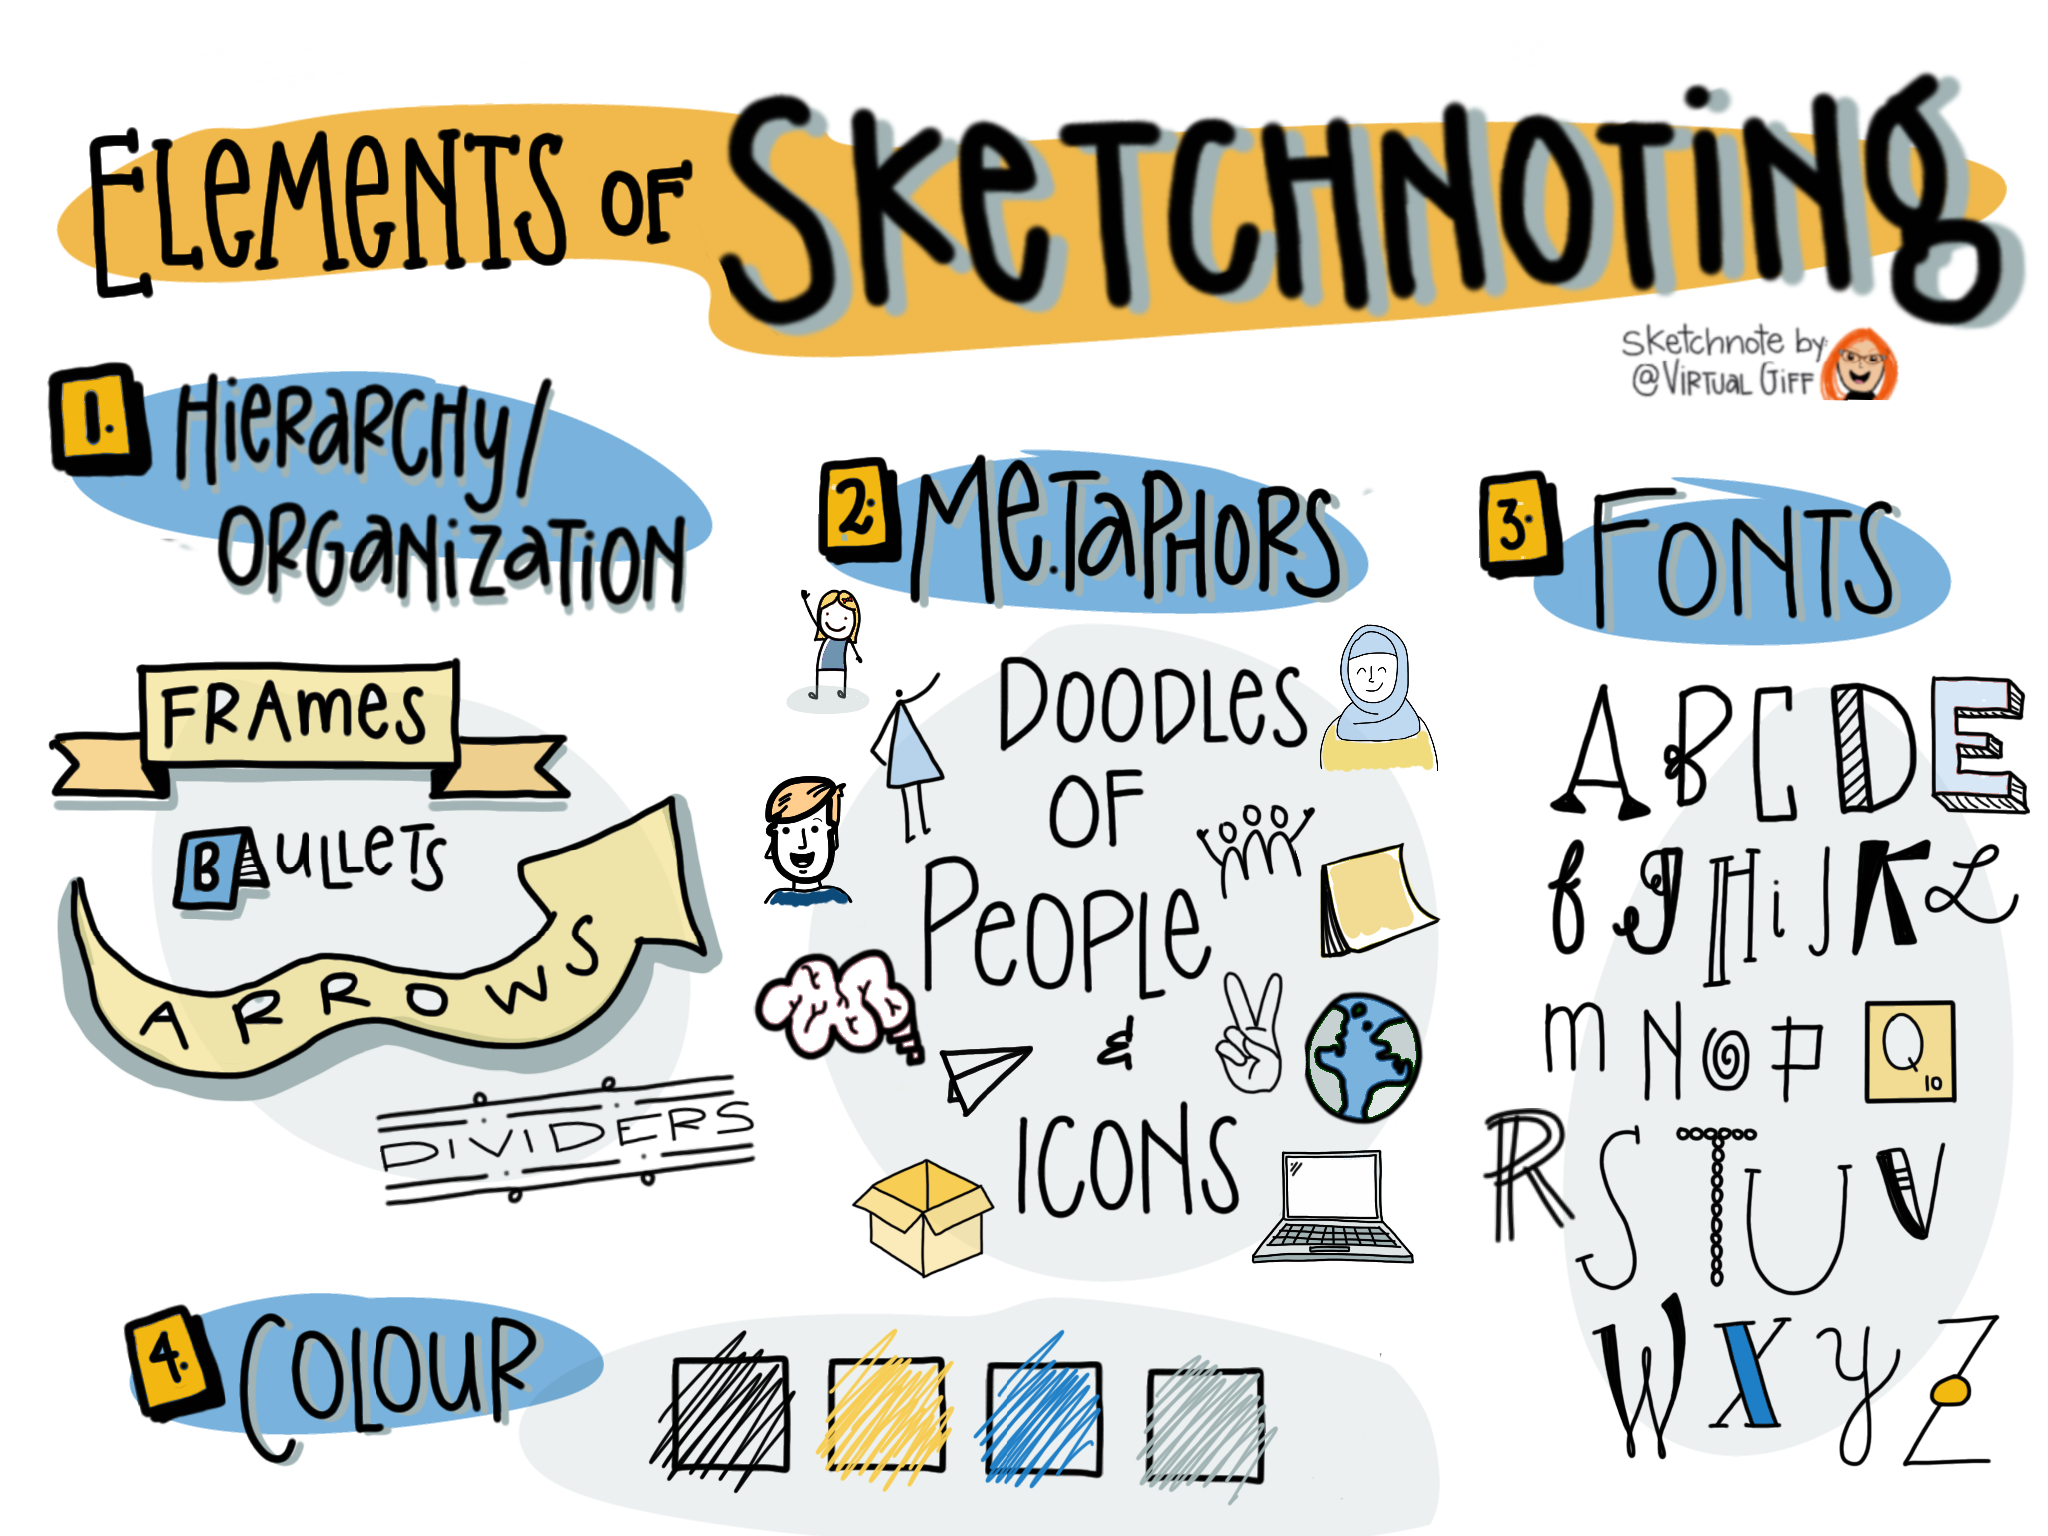 ELEMENTS OF SKETCHNOTING
Sketchnote by:
@VIRTUAL GIFF
1. HIERARCHY/
ORGANIZATION
FRAMES
BULLETS
ARROWS
DIVIDERS
2. METAPHORS
DOODLES
OF
PEOPLE
&
ICONS
3. FONTS
A B C D E
f g H i J K L
m N O P Q 10
R S T U V
W X Y Z
4. COLOUR